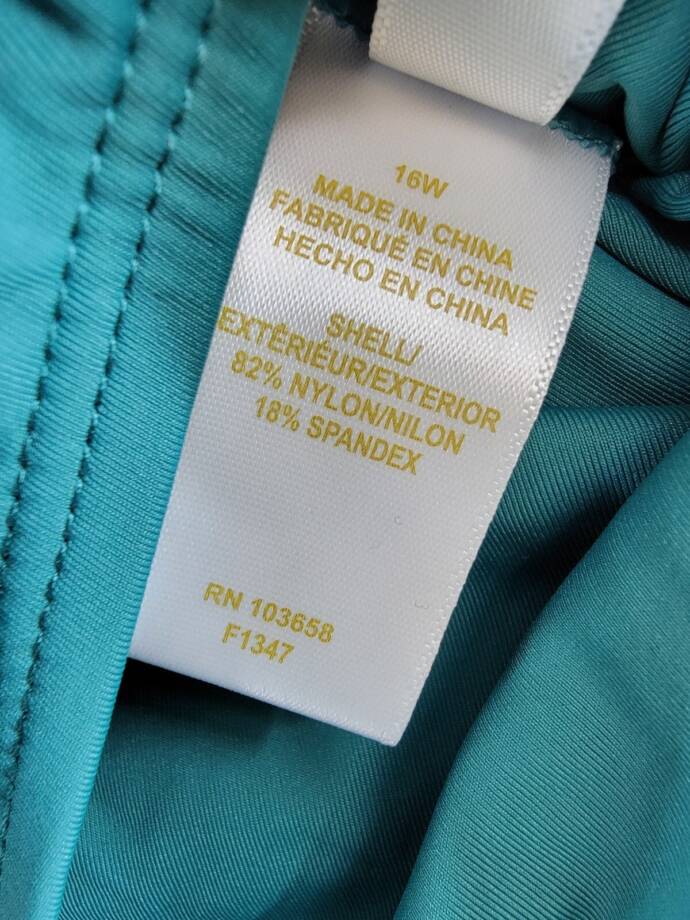 16W
MADE IN CHINA
FABRIQUÉ EN CHINE
HECHO EN CHINA
SHELL/
EXTÉRIÉUR/EXTERIOR
82% NYLON/NILON
18% SPANDEX
RN 103658
F1347